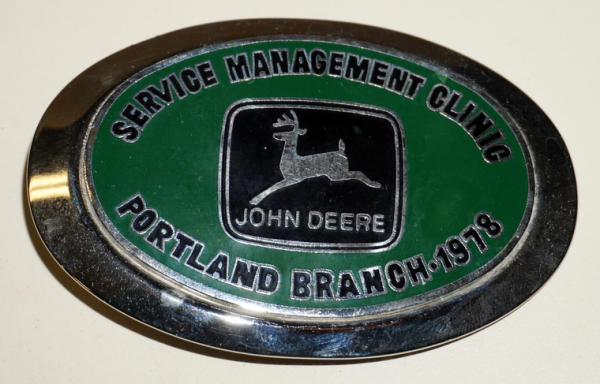 SERVICE MANAGEMENT CLINIC
JOHN DEERE
PORTLAND BRANCH·1978